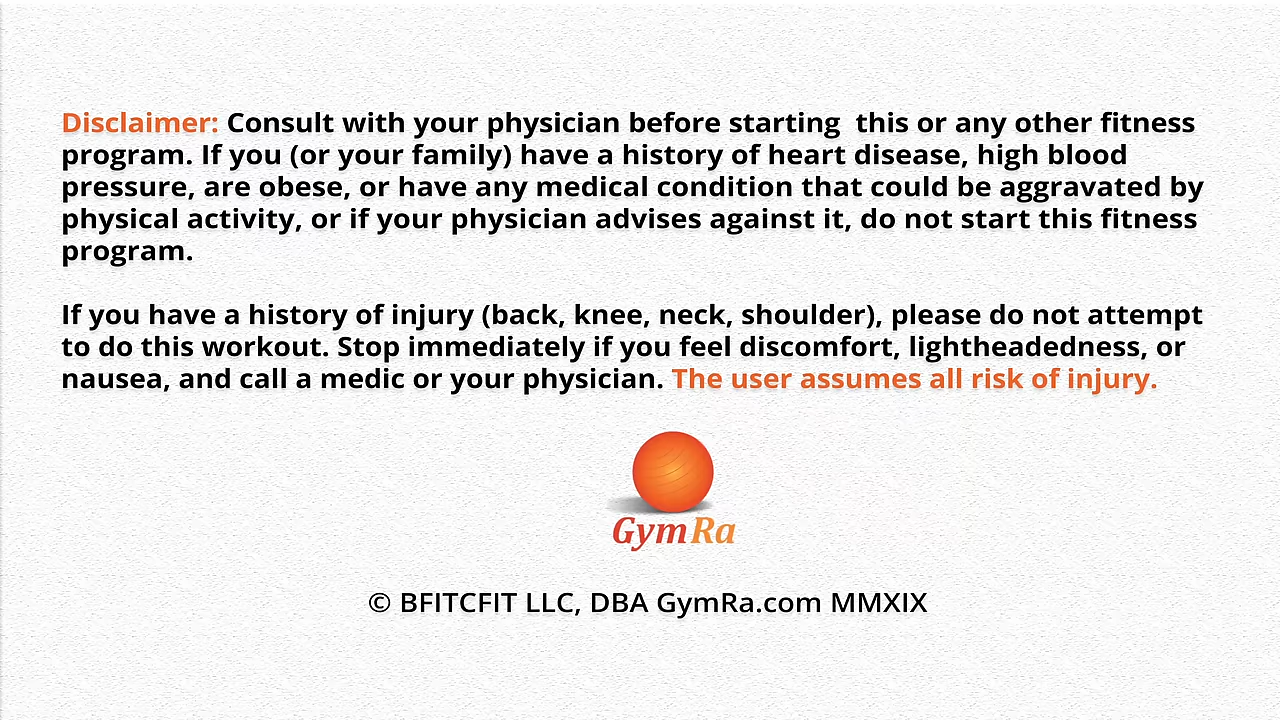 Disclaimer: Consult with your physician before starting  this or any other fitness
program. If you (or your family) have a history of heart disease, high blood
pressure, are obese, or have any medical condition that could be aggravated by
physical activity, or if your physician advises against it, do not start this fitness
program.
If you have a history of injury (back, knee, neck, shoulder), please do not attempt
to do this workout. Stop immediately if you feel discomfort, lightheadedness, or
nausea, and call a medic or your physician. The user assumes all risk of injury.
GymRa
© BFITCFIT LLC, DBA GymRa.com MMXIX